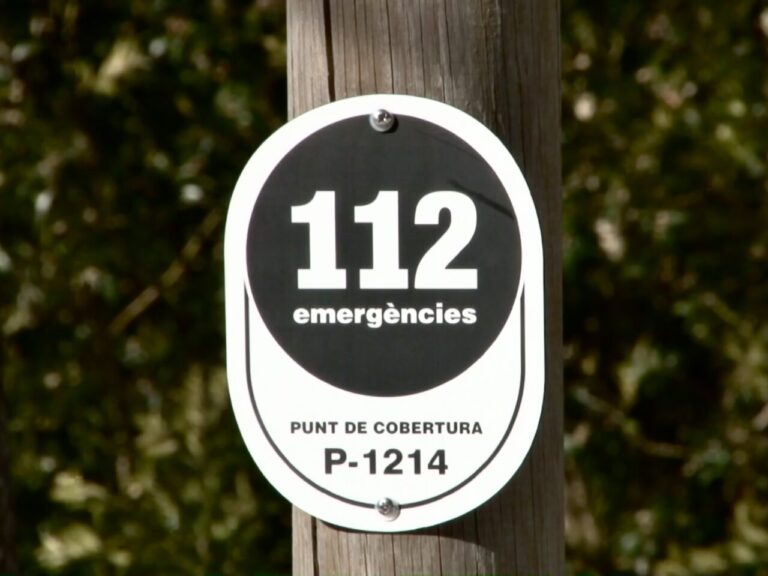 112
emergències
PUNT DE COBERTURA
P-1214